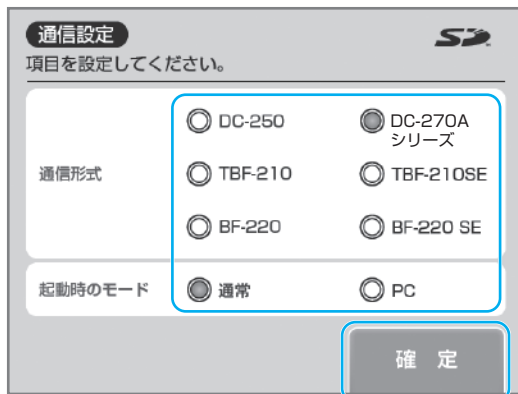 通信設定
SD
項目を設定してください。
DC-250
DC-270A
シリーズ
通信形式
TBF-210
TBF-210SE
BF-220
BF-220 SE
起動時のモード
通常
PC
確 定